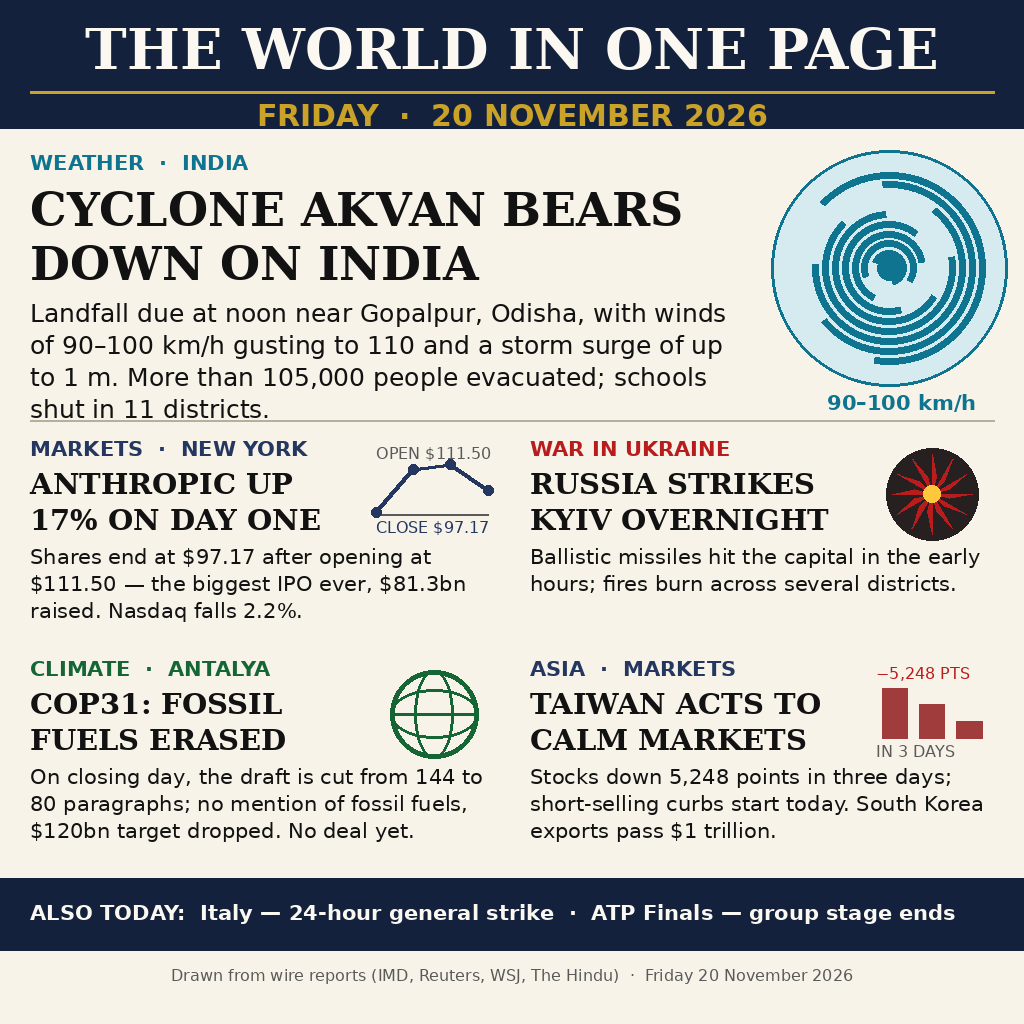 THE WORLD IN ONE PAGE
FRIDAY · 20 NOVEMBER 2026
WEATHER · INDIA
CYCLONE AKVAN BEARS
DOWN ON INDIA
Landfall due at noon near Gopalpur, Odisha, with winds
of 90–100 km/h gusting to 110 and a storm surge of up
to 1 m. More than 105,000 people evacuated; schools
shut in 11 districts.
90–100 km/h
MARKETS · NEW YORK
ANTHROPIC UP
17% ON DAY ONE
OPEN $111.50
CLOSE $97.17
Shares end at $97.17 after opening at
$111.50 — the biggest IPO ever, $81.3bn
raised. Nasdaq falls 2.2%.
WAR IN UKRAINE
RUSSIA STRIKES
KYIV OVERNIGHT
Ballistic missiles hit the capital in the early
hours; fires burn across several districts.
CLIMATE · ANTALYA
COP31: FOSSIL
FUELS ERASED
On closing day, the draft is cut from 144 to
80 paragraphs; no mention of fossil fuels,
$120bn target dropped. No deal yet.
ASIA · MARKETS
TAIWAN ACTS TO
CALM MARKETS
−5,248 PTS
IN 3 DAYS
Stocks down 5,248 points in three days;
short-selling curbs start today. South Korea
exports pass $1 trillion.
ALSO TODAY: Italy — 24-hour general strike · ATP Finals — group stage ends
Drawn from wire reports (IMD, Reuters, WSJ, The Hindu) · Friday 20 November 2026